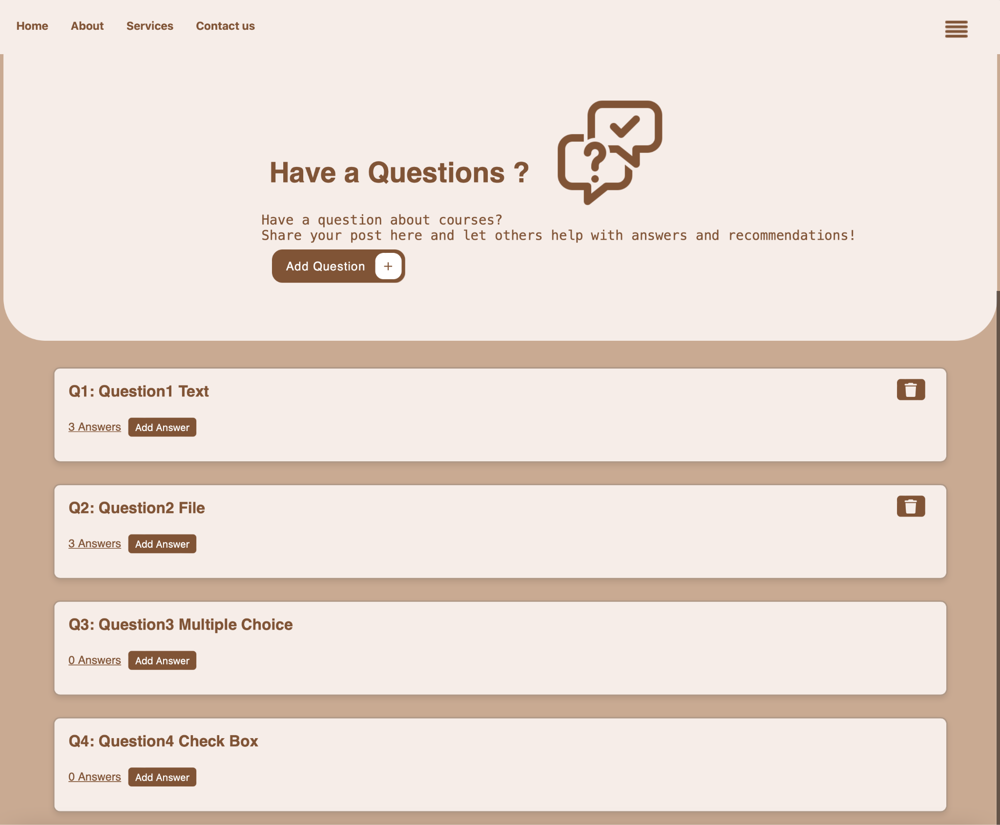 Home About Services Contact us
Have a Questions ?
Have a question about courses?
Share your post here and let others help with answers and recommendations!
Add Question +
Q1: Question1 Text
3 Answers Add Answer
Q2: Question2 File
3 Answers Add Answer
Q3: Question3 Multiple Choice
0 Answers Add Answer
Q4: Question4 Check Box
0 Answers Add Answer